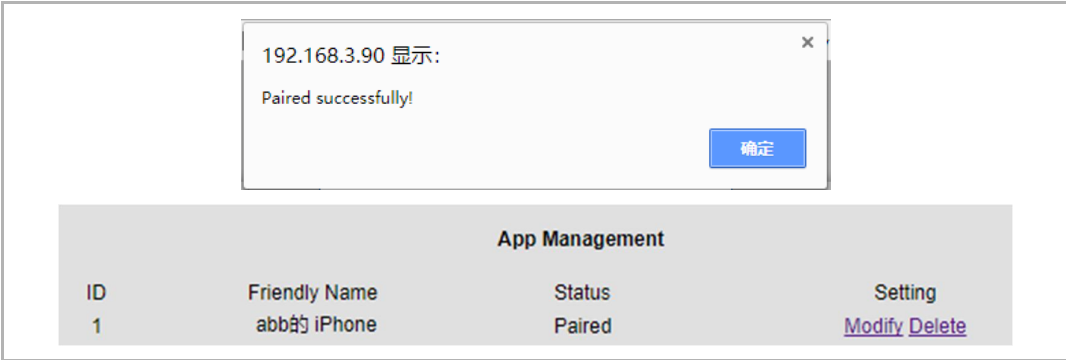 192.168.3.90 显示：
Paired successfully!
确定
App Management
ID Friendly Name Status Setting
1 abb的 iPhone Paired Modify Delete